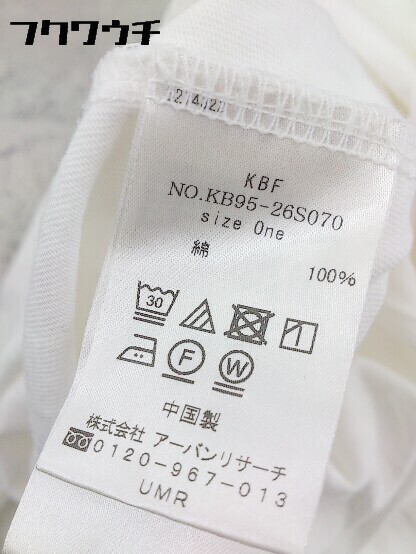 フクワウチ
KBF
NO.KB95-26S070
size One
綿 100%
30
F W
中国製
株式会社 アーバンリサーチ
0120-967-013
UMR